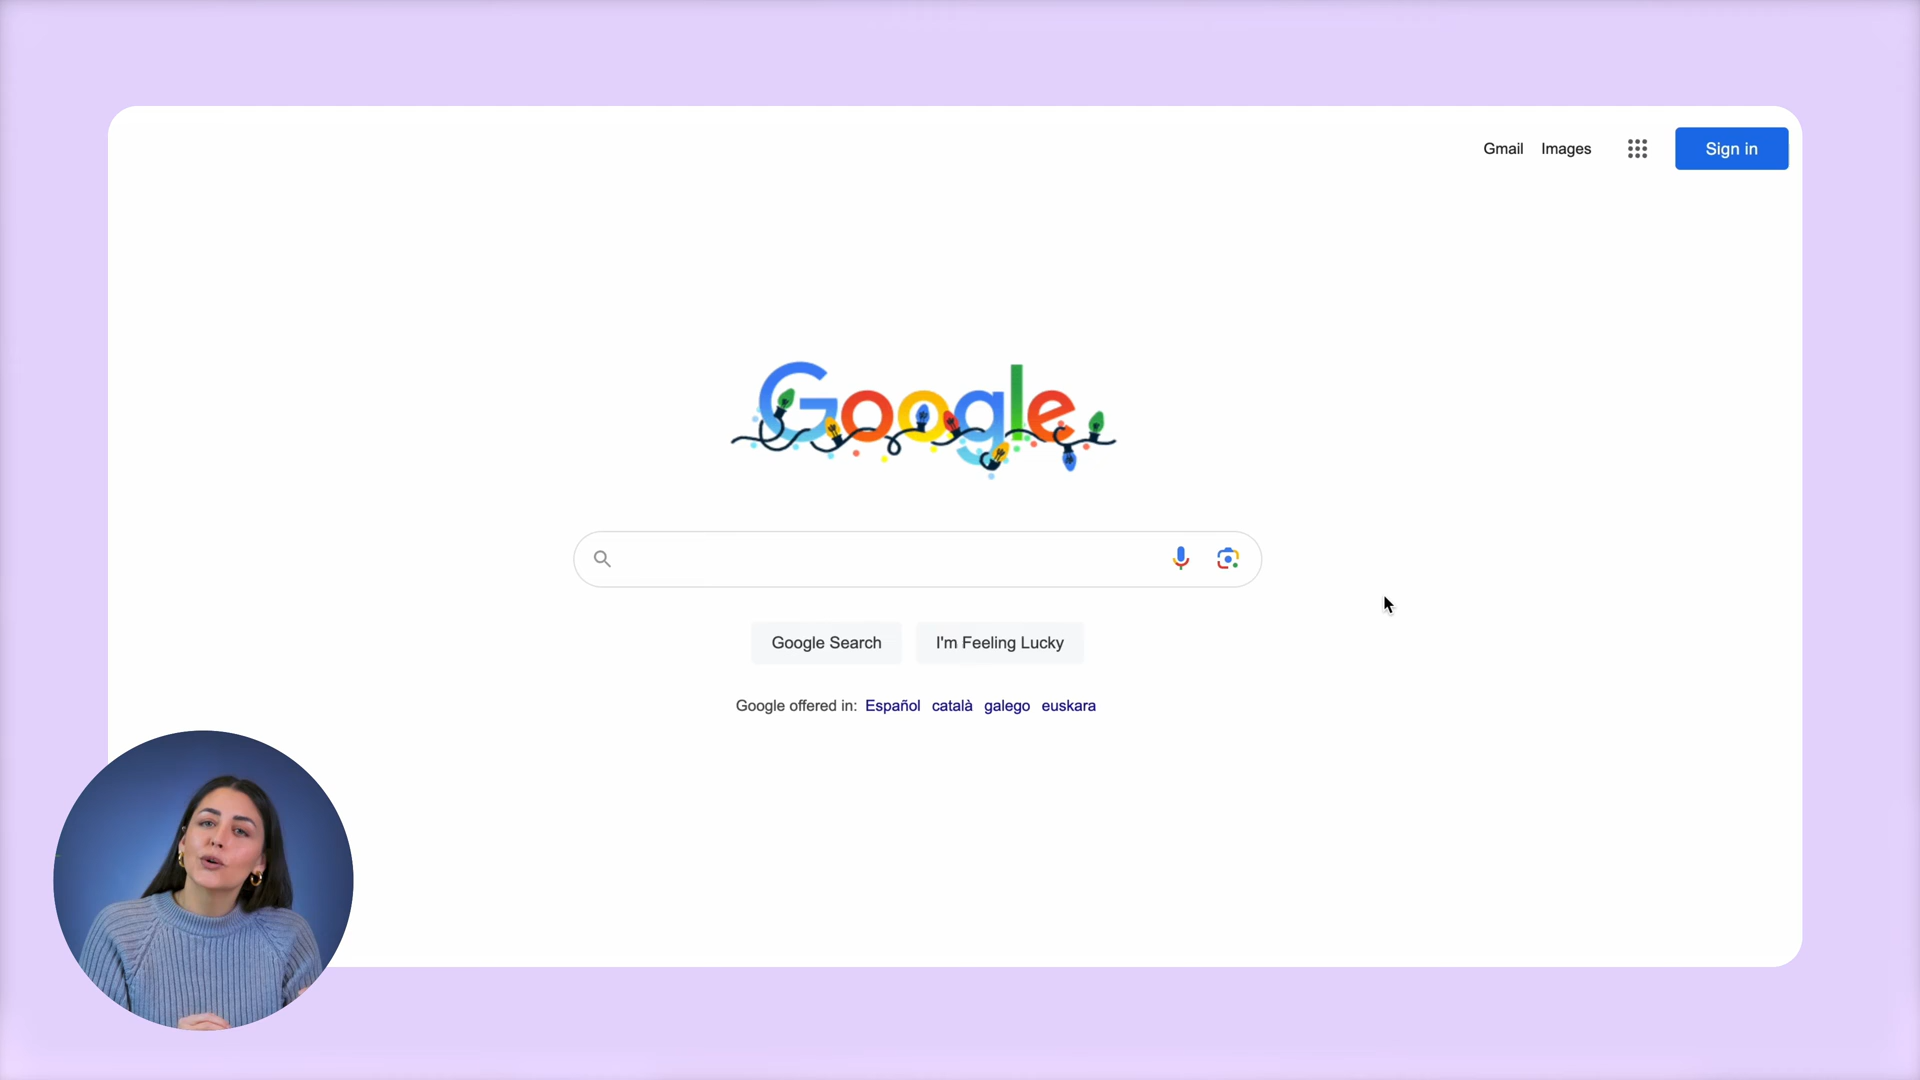 Gmail Images Sign in
Google
Google Search I'm Feeling Lucky
Google offered in: Español català galego euskara